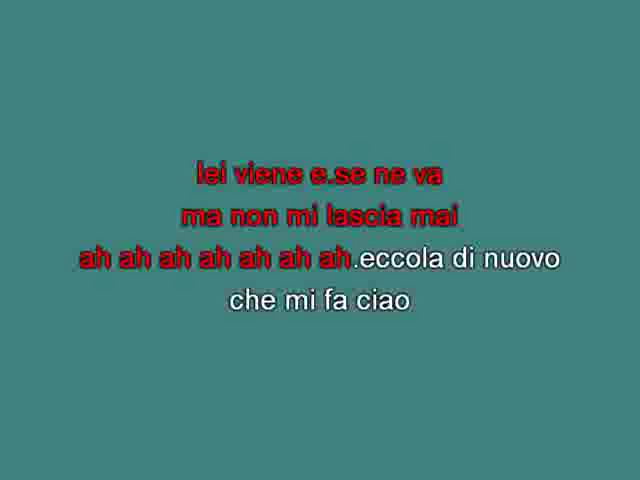 lei viene e.se ne va
ma non mi lascia mai
ah ah ah ah ah ah ah.eccola di nuovo
che mi fa ciao